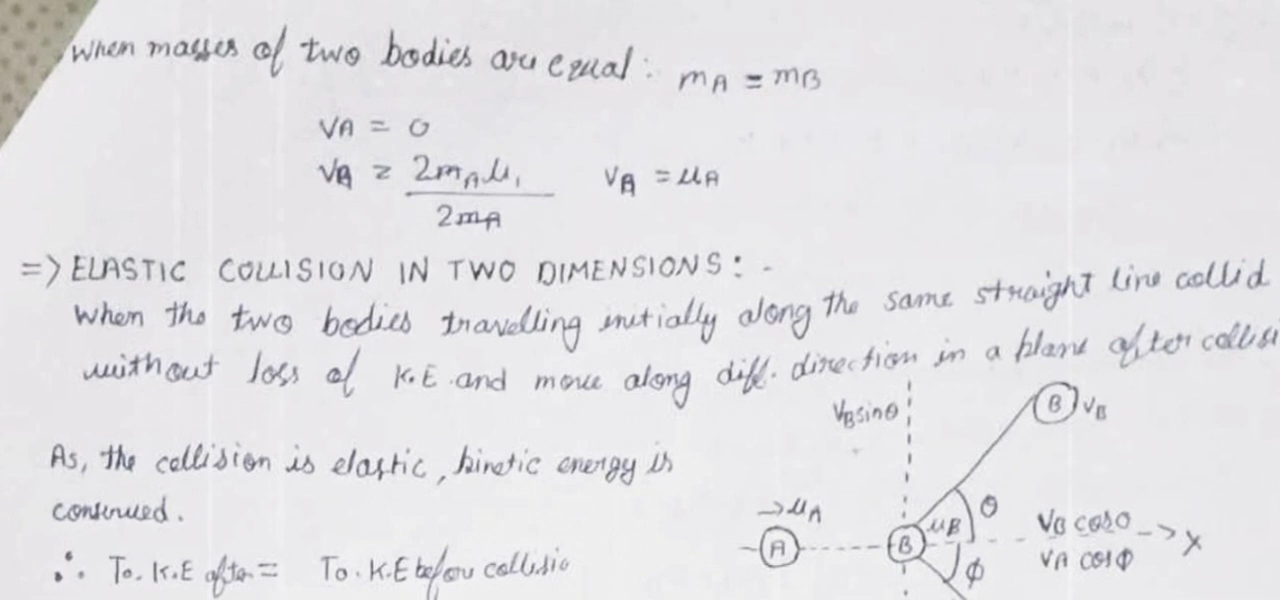 When masses of two bodies are equal : mA = mB
VA = 0
VB = 2mAu1 / 2mA VB = uA
=> ELASTIC COLLISION IN TWO DIMENSIONS : -
When the two bodies travelling initially along the same straight line collid
without loss of K.E and move along diff. direction in a plane after collisi
VB sinθ
B VB
As, the collision is elastic, kinetic energy is
conserved.
→uA
A B uB θ VB cosθ → X
ϕ VA cosϕ
∴ To. K.E after = To. K.E before collisio